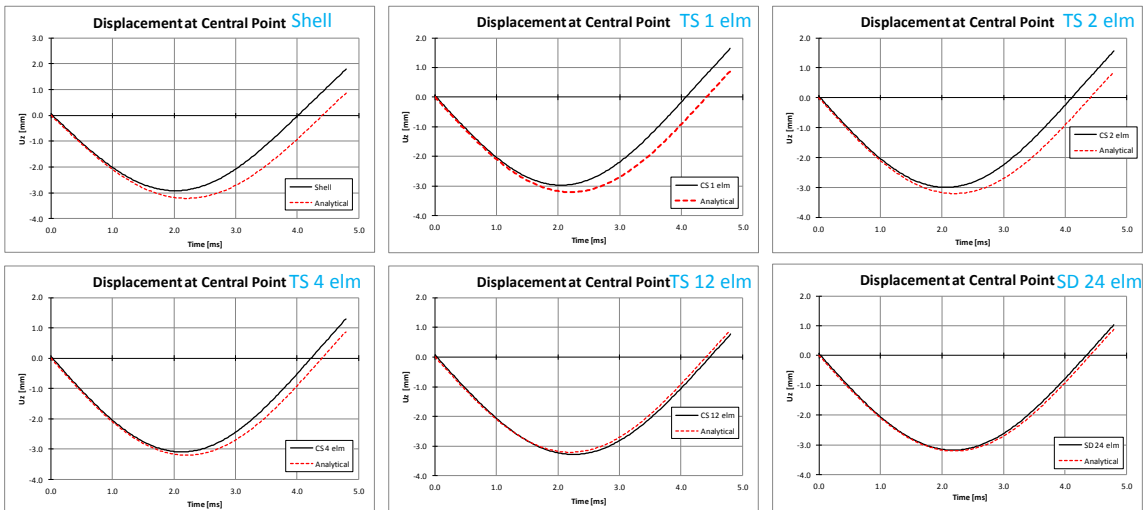 Displacement at Central Point Shell
3.0
2.0
1.0
0.0
-1.0
-2.0
-3.0
-4.0
Uz [mm]
0.0 1.0 2.0 3.0 4.0 5.0
Time [ms]
Shell
Analytical
Displacement at Central Point TS 1 elm
2.0
1.0
0.0
-1.0
-2.0
-3.0
-4.0
Uz [mm]
0.0 1.0 2.0 3.0 4.0 5.0
Time [ms]
CS 1 elm
Analytical
Displacement at Central Point TS 2 elm
2.0
1.0
0.0
-1.0
-2.0
-3.0
-4.0
Uz [mm]
0.0 1.0 2.0 3.0 4.0 5.0
Time [ms]
CS 2 elm
Analytical
Displacement at Central Point TS 4 elm
2.0
1.0
0.0
-1.0
-2.0
-3.0
-4.0
Uz [mm]
0.0 1.0 2.0 3.0 4.0 5.0
Time [ms]
CS 4 elm
Analytical
Displacement at Central Point TS 12 elm
2.0
1.0
0.0
-1.0
-2.0
-3.0
-4.0
Uz [mm]
0.0 1.0 2.0 3.0 4.0 5.0
Time [ms]
CS 12 elm
Analytical
Displacement at Central Point SD 24 elm
2.0
1.0
0.0
-1.0
-2.0
-3.0
-4.0
Uz [mm]
0.0 1.0 2.0 3.0 4.0 5.0
Time [ms]
SD 24 elm
Analytical